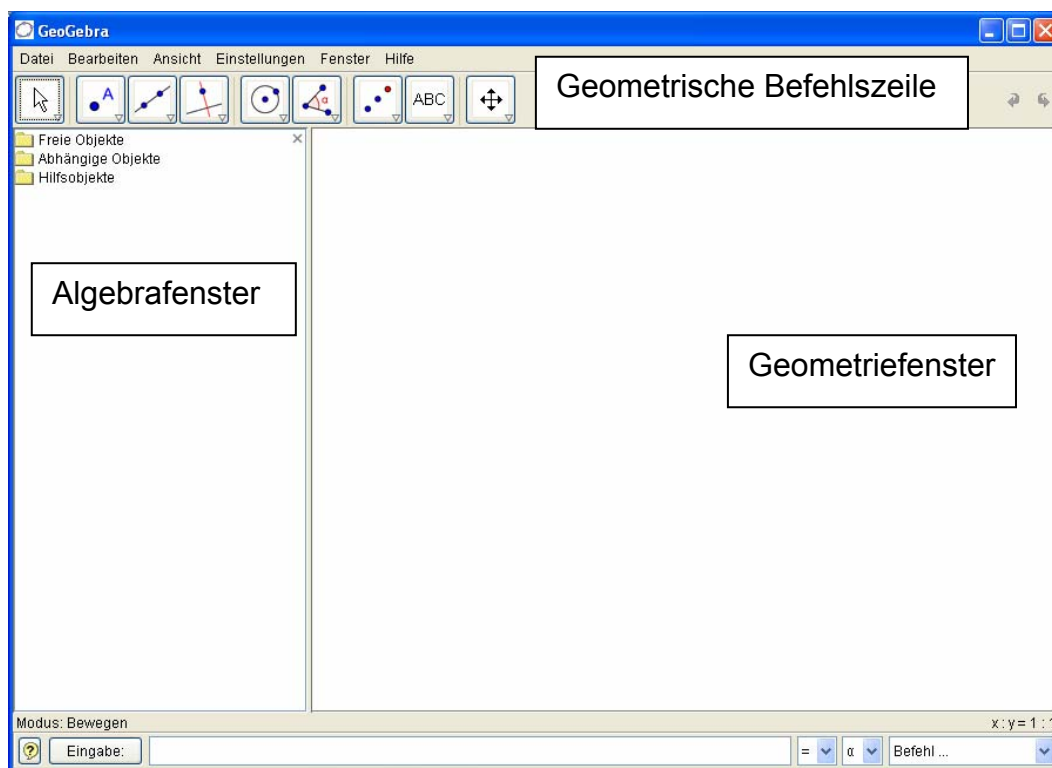 GeoGebra
Datei Bearbeiten Ansicht Einstellungen Fenster Hilfe
A α ABC
Geometrische Befehlszeile
Freie Objekte
Abhängige Objekte
Hilfsobjekte
Algebrafenster
Geometriefenster
Modus: Bewegen
x : y = 1 :
? Eingabe: = α Befehl ...